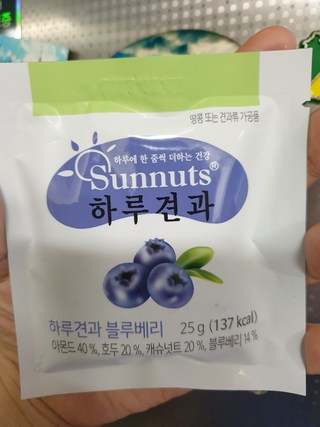 땅콩 또는 견과류 가공품
하루에 한 줌씩 더하는 건강
Sunnuts®
하루견과
하루견과 블루베리 25g (137 kcal)
아몬드 40%, 호두 20%, 캐슈넛트 20%, 블루베리 14%